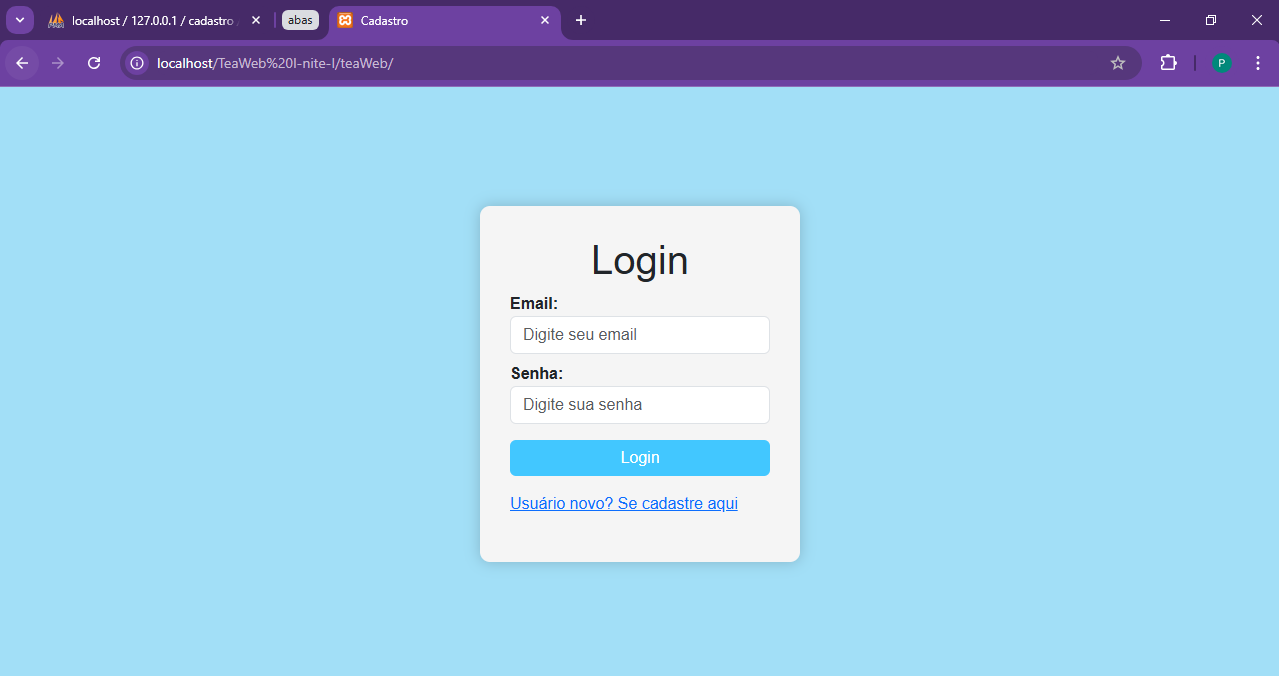 localhost / 127.0.0.1 / cadastro
abas
Cadastro
localhost/TeaWeb%20I-nite-I/teaWeb/
P
Login
Email:
Digite seu email
Senha:
Digite sua senha
Login
Usuário novo? Se cadastre aqui